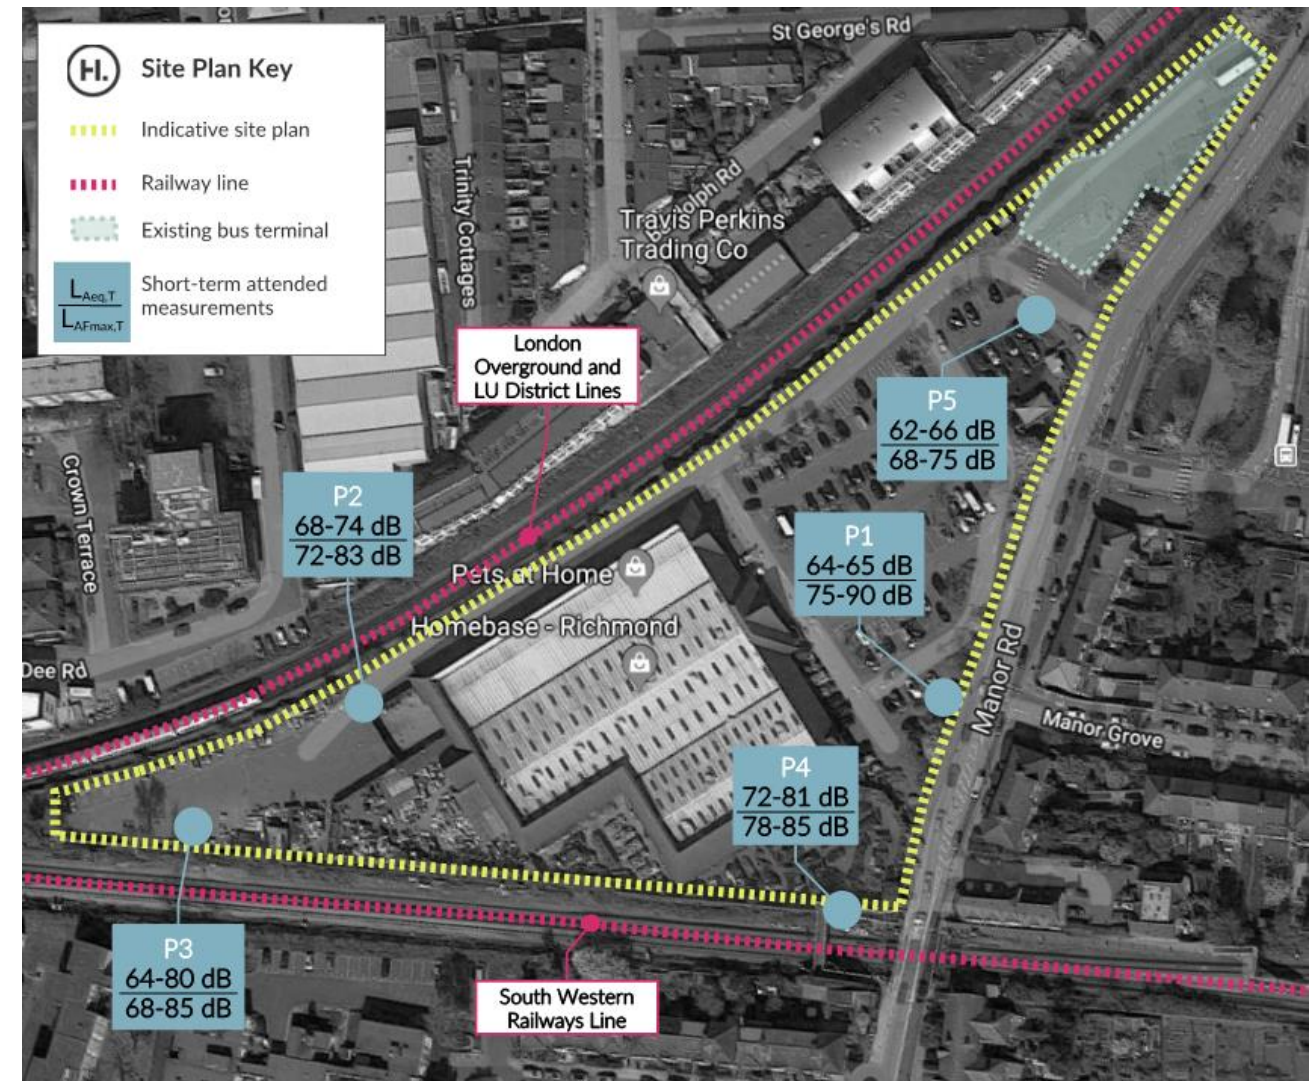 St George's Rd
H.
Site Plan Key
Indicative site plan
Railway line
Existing bus terminal
LAeq,T
LAFmax,T
Short-term attended
measurements
Trinity Cottages
Travis Perkins
Trading Co
London
Overground and
LU District Lines
P5
62-66 dB
68-75 dB
Crown Terrace
P2
68-74 dB
72-83 dB
P1
64-65 dB
75-90 dB
Pets at Home
Homebase - Richmond
Dee Rd
Manor Rd
Manor Grove
P4
72-81 dB
78-85 dB
P3
64-80 dB
68-85 dB
South Western
Railways Line